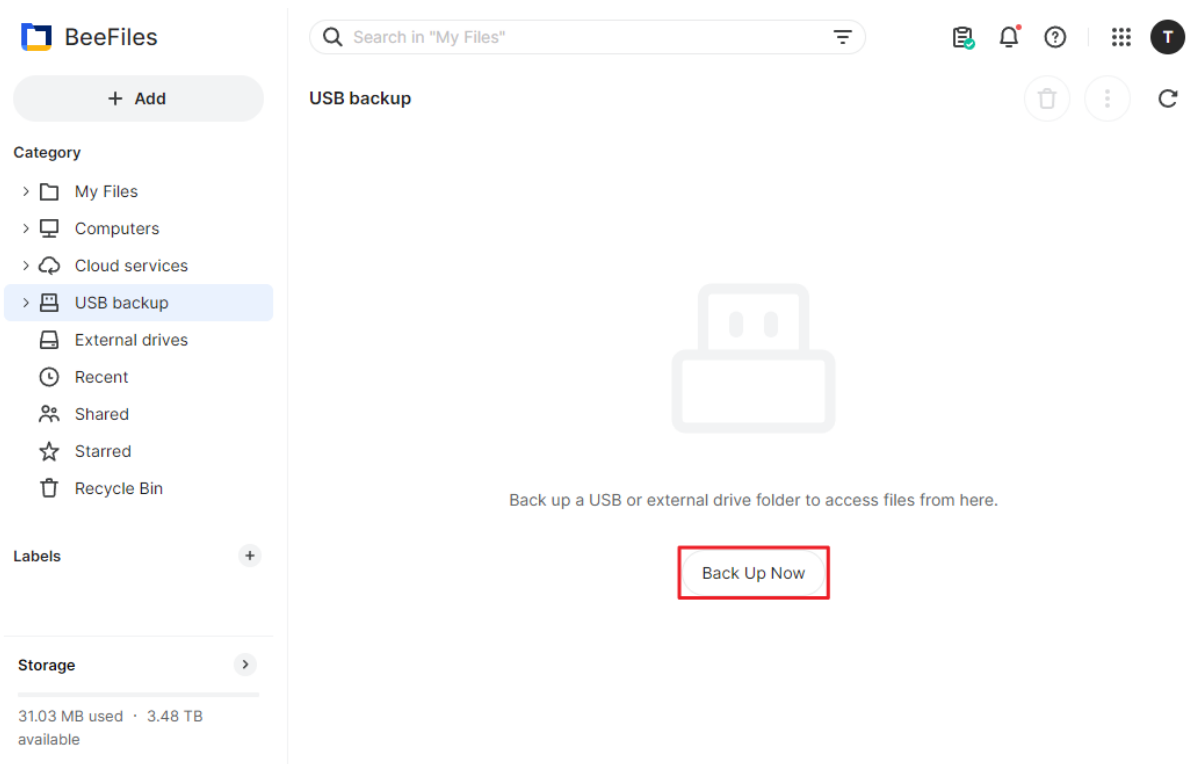 BeeFiles
Search in "My Files"
T
+ Add
USB backup
Category
My Files
Computers
Cloud services
USB backup
External drives
Recent
Shared
Starred
Recycle Bin
Back up a USB or external drive folder to access files from here.
Labels
Back Up Now
Storage
31.03 MB used · 3.48 TB
available